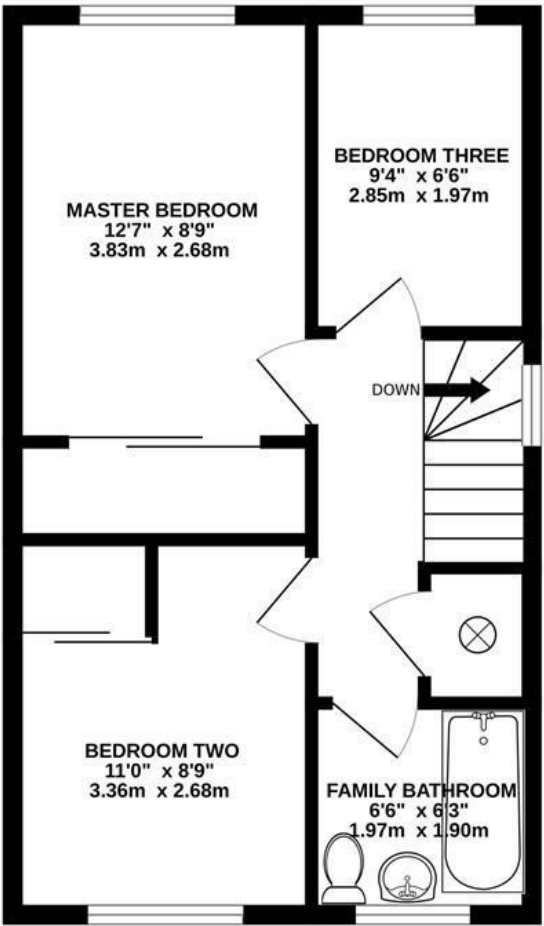 BEDROOM THREE
9'4" x 6'6"
2.85m x 1.97m
MASTER BEDROOM
12'7" x 8'9"
3.83m x 2.68m
DOWN
BEDROOM TWO
11'0" x 8'9"
3.36m x 2.68m
FAMILY BATHROOM
6'6" x 6'3"
1.97m x 1.90m